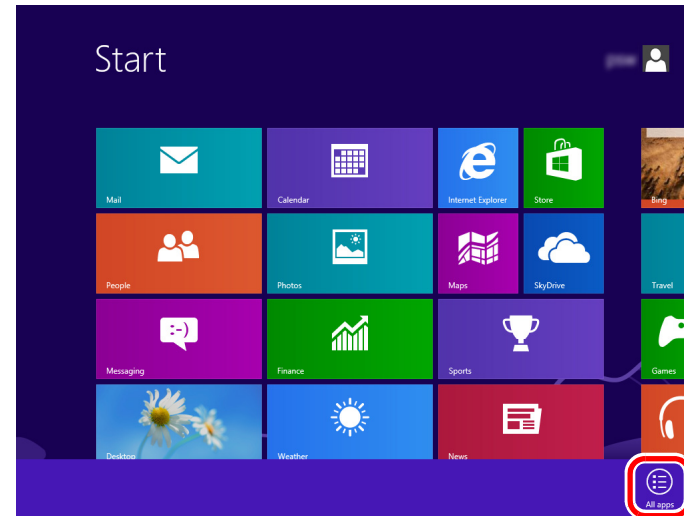 Start
Mail
Calendar
Internet Explorer
Store
Bing
People
Photos
Maps
SkyDrive
Travel
Messaging
:-)
Finance
Sports
Games
Desktop
Weather
News
All apps